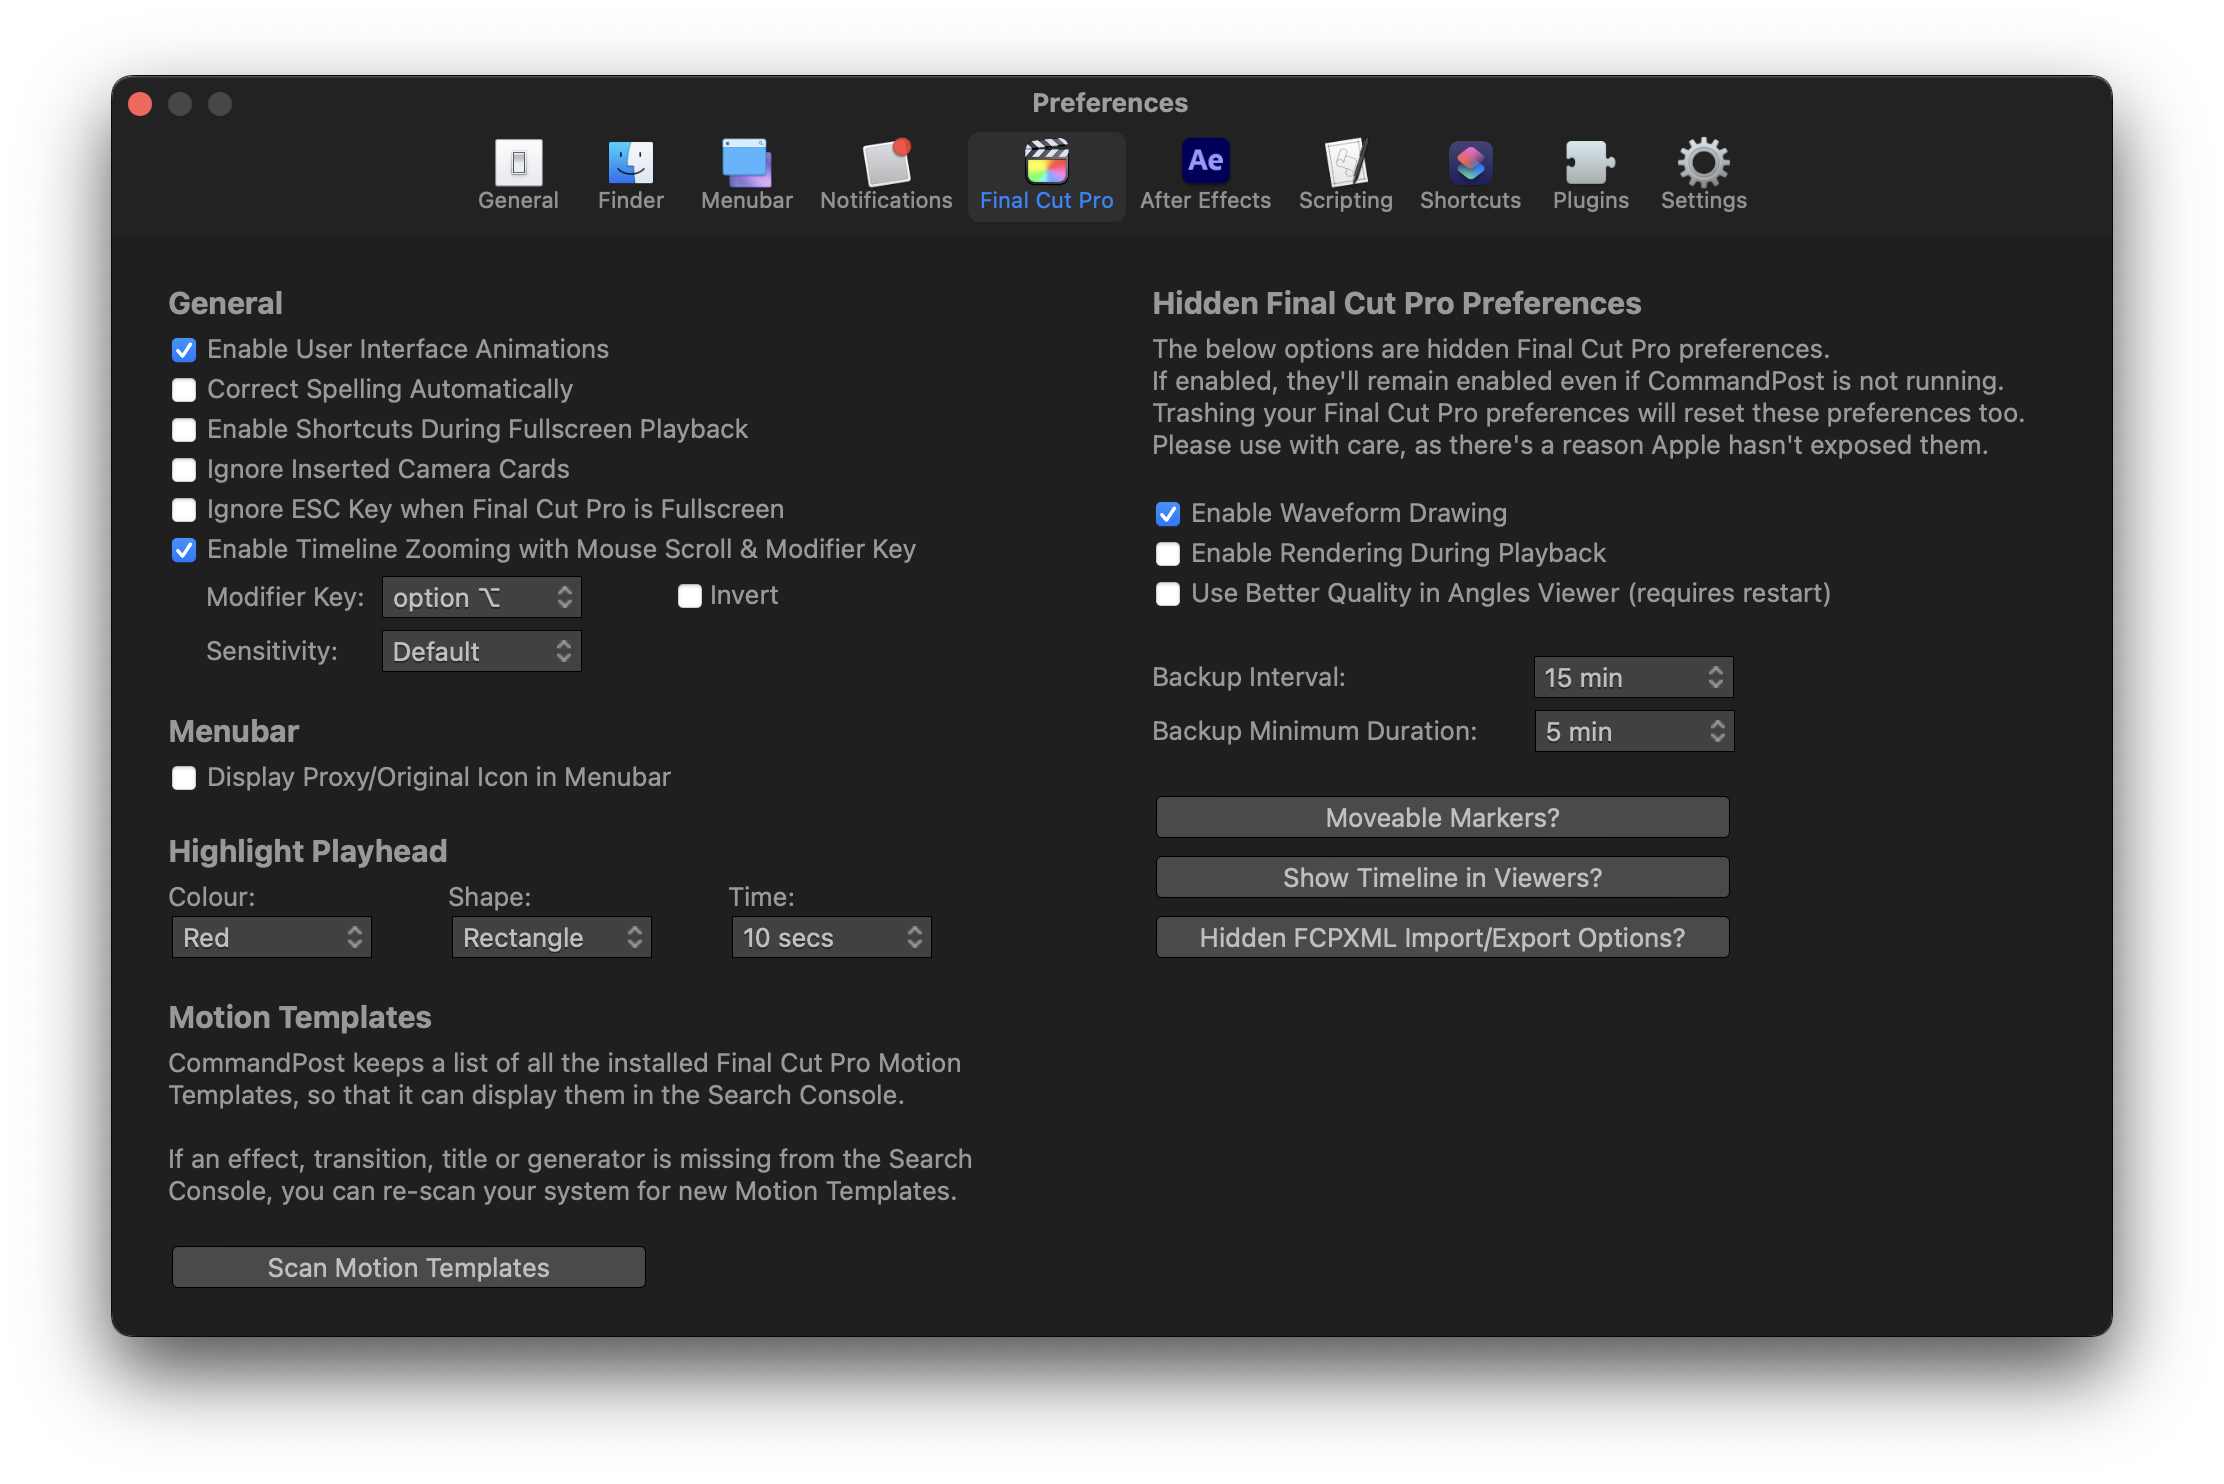 Preferences
General
Finder
Menubar
Notifications
Final Cut Pro
Ae
After Effects
Scripting
Shortcuts
Plugins
Settings
General
Enable User Interface Animations
Correct Spelling Automatically
Enable Shortcuts During Fullscreen Playback
Ignore Inserted Camera Cards
Ignore ESC Key when Final Cut Pro is Fullscreen
Enable Timeline Zooming with Mouse Scroll & Modifier Key
Modifier Key: option ⌥ Invert
Sensitivity: Default
Menubar
Display Proxy/Original Icon in Menubar
Highlight Playhead
Colour: Shape: Time:
Red Rectangle 10 secs
Motion Templates
CommandPost keeps a list of all the installed Final Cut Pro Motion
Templates, so that it can display them in the Search Console.
If an effect, transition, title or generator is missing from the Search
Console, you can re-scan your system for new Motion Templates.
Scan Motion Templates
Hidden Final Cut Pro Preferences
The below options are hidden Final Cut Pro preferences.
If enabled, they'll remain enabled even if CommandPost is not running.
Trashing your Final Cut Pro preferences will reset these preferences too.
Please use with care, as there's a reason Apple hasn't exposed them.
Enable Waveform Drawing
Enable Rendering During Playback
Use Better Quality in Angles Viewer (requires restart)
Backup Interval: 15 min
Backup Minimum Duration: 5 min
Moveable Markers?
Show Timeline in Viewers?
Hidden FCPXML Import/Export Options?